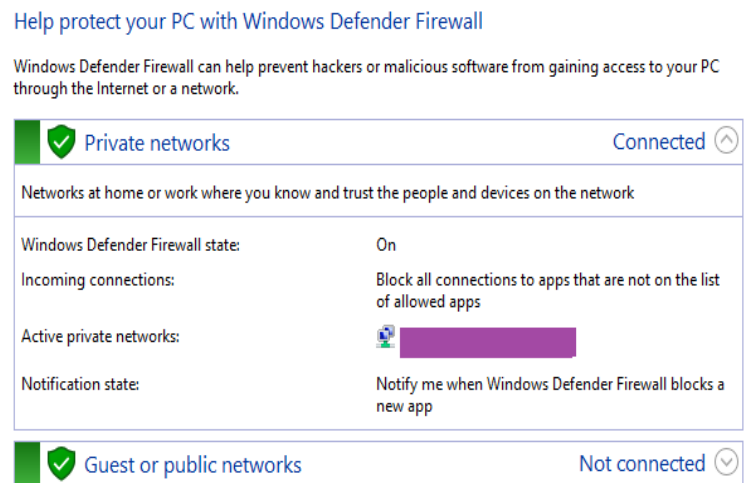 Help protect your PC with Windows Defender Firewall
Windows Defender Firewall can help prevent hackers or malicious software from gaining access to your PC
through the Internet or a network.
Private networks Connected
Networks at home or work where you know and trust the people and devices on the network
Windows Defender Firewall state: On
Incoming connections: Block all connections to apps that are not on the list
of allowed apps
Active private networks:
Notification state: Notify me when Windows Defender Firewall blocks a
new app
Guest or public networks Not connected